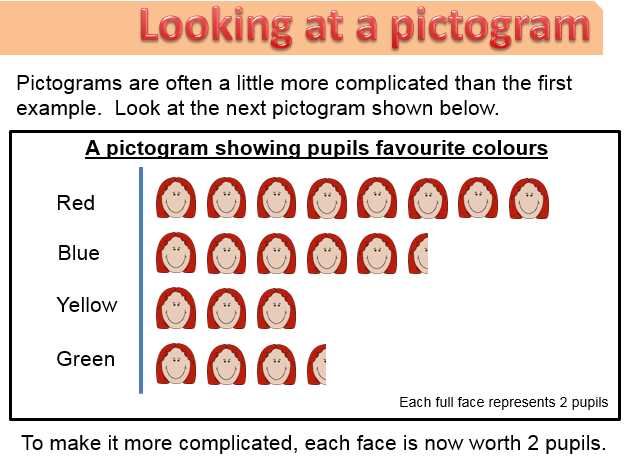 Looking at a pictogram
Pictograms are often a little more complicated than the first
example. Look at the next pictogram shown below.
A pictogram showing pupils favourite colours
Red
Blue
Yellow
Green
Each full face represents 2 pupils
To make it more complicated, each face is now worth 2 pupils.